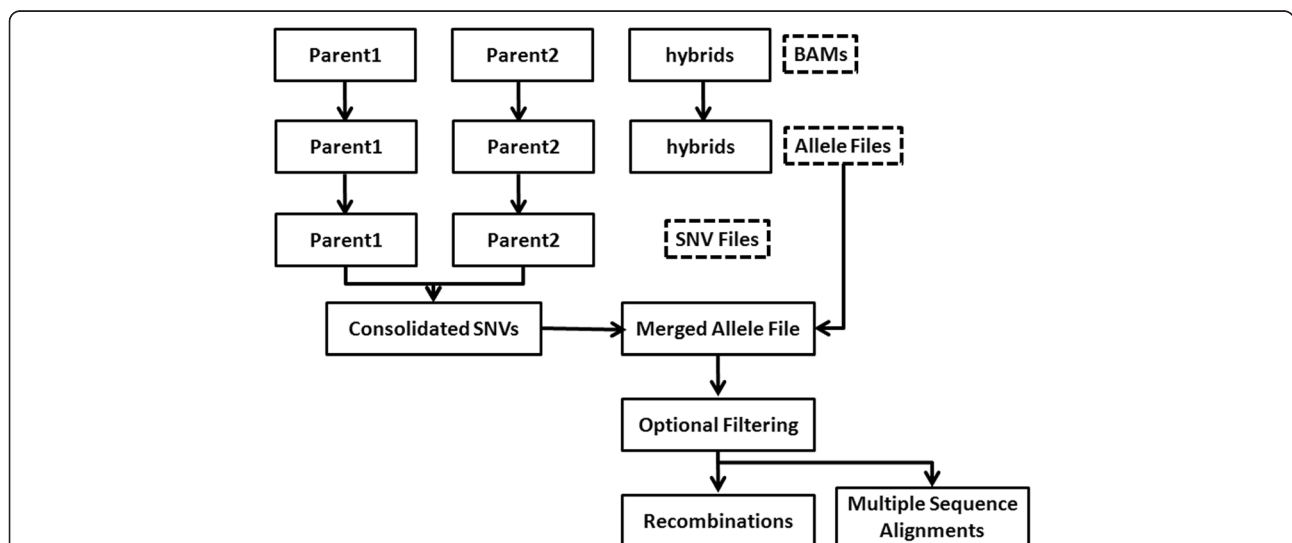 Parent1
Parent2
hybrids
BAMs
Parent1
Parent2
hybrids
Allele Files
Parent1
Parent2
SNV Files
Consolidated SNVs
Merged Allele File
Optional Filtering
Recombinations
Multiple Sequence
Alignments